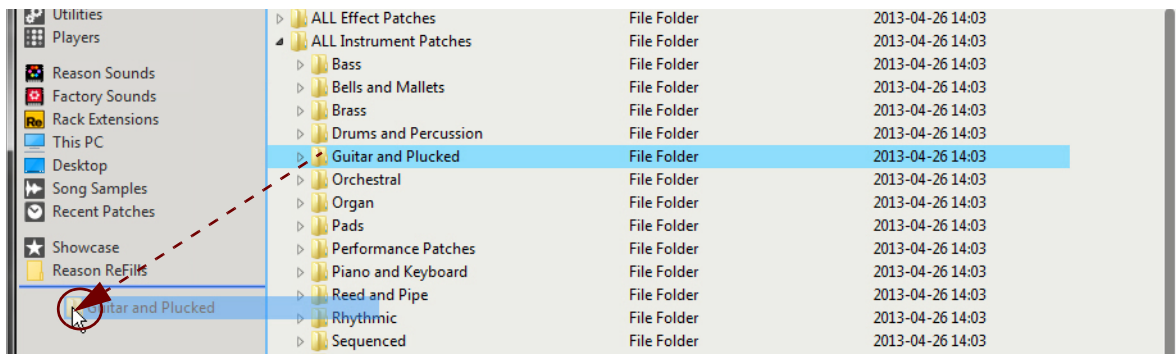 Utilities
Players
Reason Sounds
Factory Sounds
Re Rack Extensions
This PC
Desktop
Song Samples
Recent Patches
Showcase
Reason ReFills
Guitar and Plucked
ALL Effect Patches File Folder 2013-04-26 14:03
ALL Instrument Patches File Folder 2013-04-26 14:03
Bass File Folder 2013-04-26 14:03
Bells and Mallets File Folder 2013-04-26 14:03
Brass File Folder 2013-04-26 14:03
Drums and Percussion File Folder 2013-04-26 14:03
Guitar and Plucked File Folder 2013-04-26 14:03
Orchestral File Folder 2013-04-26 14:03
Organ File Folder 2013-04-26 14:03
Pads File Folder 2013-04-26 14:03
Performance Patches File Folder 2013-04-26 14:03
Piano and Keyboard File Folder 2013-04-26 14:03
Reed and Pipe File Folder 2013-04-26 14:03
Rhythmic File Folder 2013-04-26 14:03
Sequenced File Folder 2013-04-26 14:03